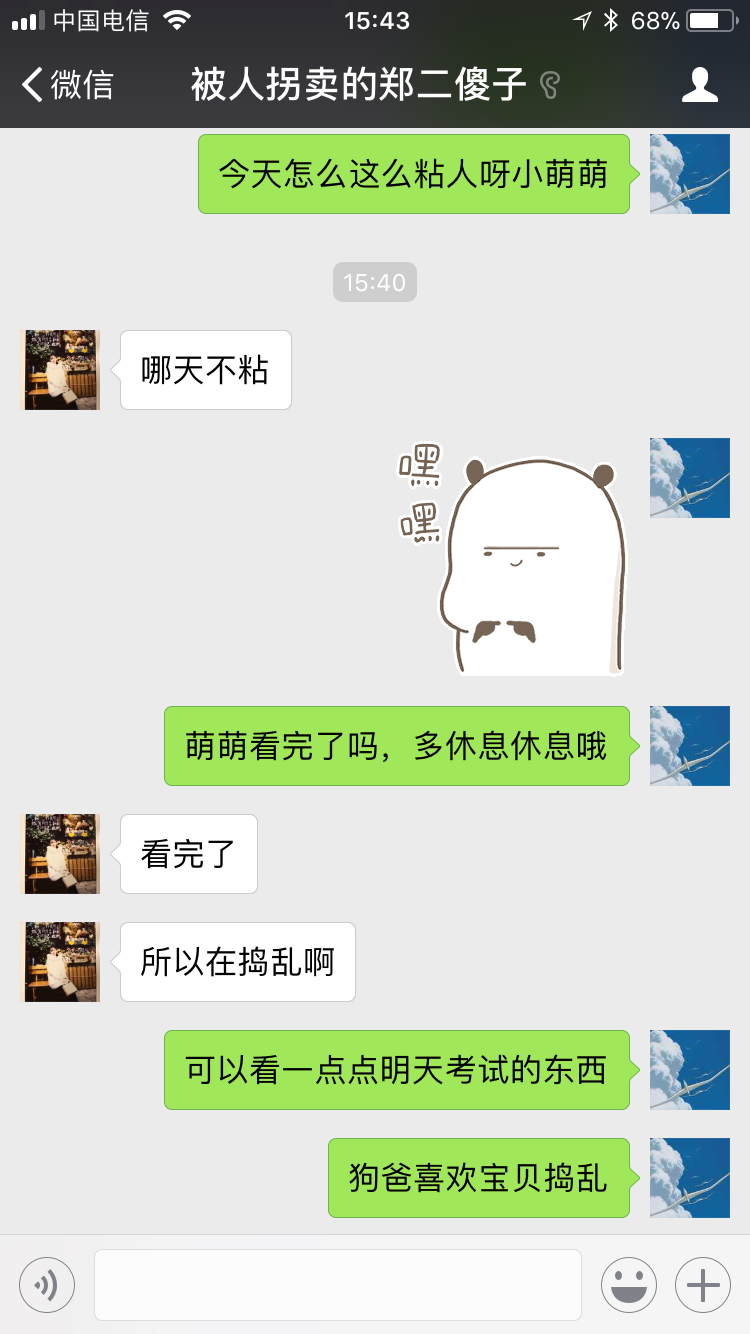 中国电信
15:43
68%
微信
被人拐卖的郑二傻子
今天怎么这么粘人呀小萌萌
15:40
哪天不粘
嘿
嘿
萌萌看完了吗，多休息休息哦
看完了
所以在捣乱啊
可以看一点点明天考试的东西
狗爸喜欢宝贝捣乱